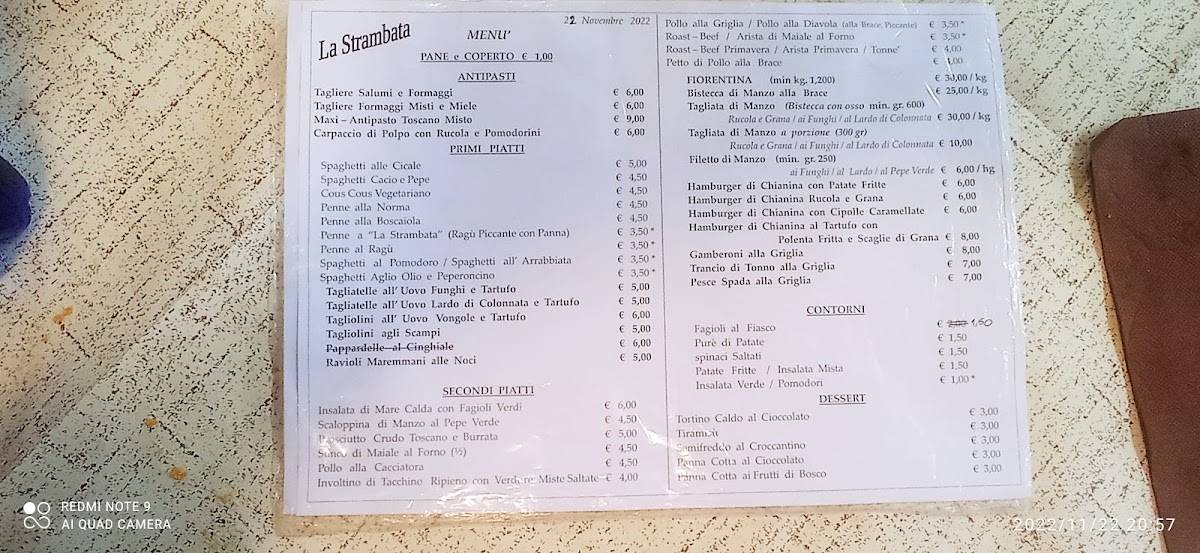 La Strambata
22 Novembre 2022
MENU'
PANE e COPERTO € 1,00
ANTIPASTI
Tagliere Salumi e Formaggi € 6,00
Tagliere Formaggi Misti e Miele € 6,00
Maxi – Antipasto Toscano Misto € 9,00
Carpaccio di Polpo con Rucola e Pomodorini € 6,00
PRIMI PIATTI
Spaghetti alle Cicale € 5,00
Spaghetti Cacio e Pepe € 4,50
Cous Cous Vegetariano € 4,50
Penne alla Norma € 4,50
Penne alla Boscaiola € 4,50
Penne a "La Strambata" (Ragù Piccante con Panna) € 3,50 *
Penne al Ragù € 3,50 *
Spaghetti al Pomodoro / Spaghetti all' Arrabbiata € 3,50 *
Spaghetti Aglio Olio e Peperoncino € 3,50 *
Tagliatelle all' Uovo Funghi e Tartufo € 5,00
Tagliatelle all' Uovo Lardo di Colonnata e Tartufo € 5,00
Tagliolini all' Uovo Vongole e Tartufo € 6,00
Tagliolini agli Scampi € 5,00
Pappardelle al Cinghiale € 6,00
Ravioli Maremmani alle Noci € 5,00
SECONDI PIATTI
Insalata di Mare Calda con Fagioli Verdi € 6,00
Scaloppina di Manzo al Pepe Verde € 4,50
Prosciutto Crudo Toscano e Burrata € 5,00
Stinco di Maiale al Forno (½) € 4,50
Pollo alla Cacciatora € 4,50
Involtino di Tacchino Ripieno con Verdure Miste Saltate € 4,00
Pollo alla Griglia / Pollo alla Diavola (alla Brace, Piccante) € 3,50 *
Roast – Beef / Arista di Maiale al Forno € 3,50 *
Roast – Beef Primavera / Arista Primavera / Tonne' € 4,00
Petto di Pollo alla Brace € 4,00
FIORENTINA (min kg. 1,200) € 30,00 / kg
Bistecca di Manzo alla Brace € 25,00 / kg
Tagliata di Manzo (Bistecca con osso min. gr. 600)
Rucola e Grana / ai Funghi / al Lardo di Colonnata € 30,00 / kg
Tagliata di Manzo a porzione (300 gr)
Rucola e Grana / ai Funghi / al Lardo di Colonnata € 10,00
Filetto di Manzo (min. gr. 250)
ai Funghi / al Lardo / al Pepe Verde € 6,00 / hg
Hamburger di Chianina con Patate Fritte € 6,00
Hamburger di Chianina Rucola e Grana € 6,00
Hamburger di Chianina con Cipolle Caramellate € 6,00
Hamburger di Chianina al Tartufo con
Polenta Fritta e Scaglie di Grana € 8,00
Gamberoni alla Griglia € 8,00
Trancio di Tonno alla Griglia € 7,00
Pesce Spada alla Griglia € 7,00
CONTORNI
Fagioli al Fiasco € 2,00 1,50
Purè di Patate € 1,50
spinaci Saltati € 1,50
Patate Fritte / Insalata Mista € 1,50
Insalata Verde / Pomodori € 1,00 *
DESSERT
Tortino Caldo al Cioccolato € 3,00
Tiramisù € 3,00
Semifreddo al Croccantino € 3,00
Panna Cotta al Cioccolato € 3,00
Panna Cotta ai Frutti di Bosco € 3,00
REDMI NOTE 9
AI QUAD CAMERA
2022/11/22 20:57